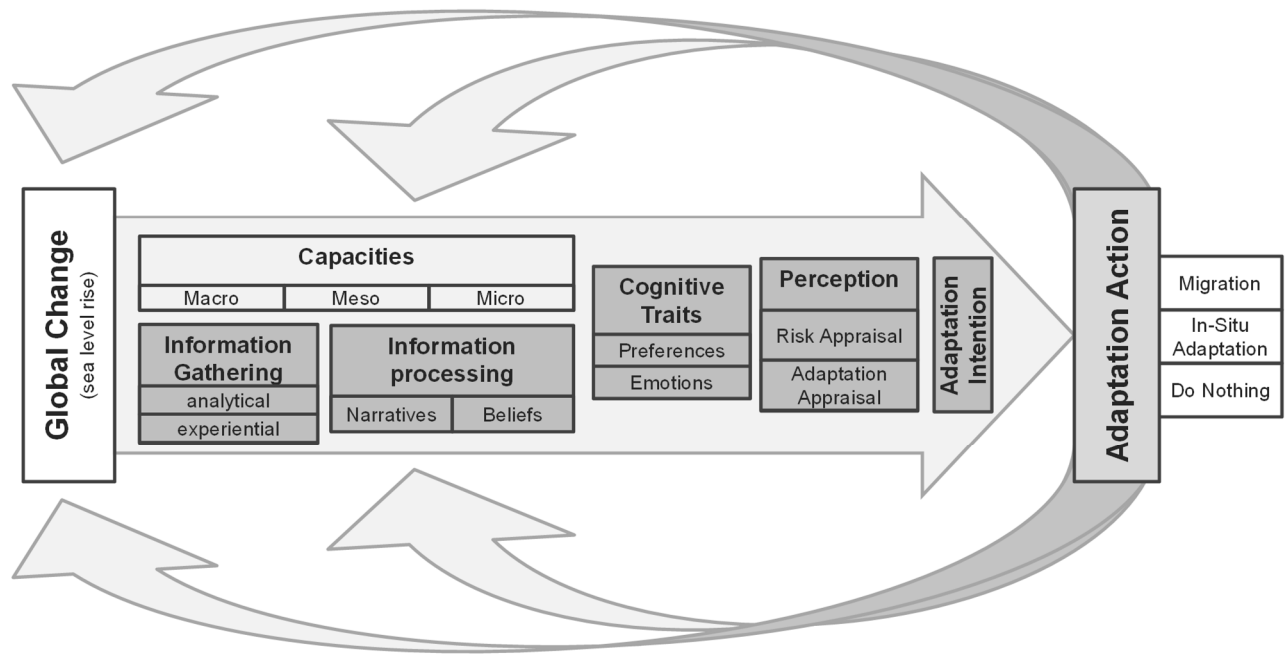 Global Change
(sea level rise)
Capacities
Macro
Meso
Micro
Information
Gathering
analytical
experiential
Information
processing
Narratives
Beliefs
Cognitive
Traits
Preferences
Emotions
Perception
Risk Appraisal
Adaptation
Appraisal
Adaptation
Intention
Adaptation Action
Migration
In-Situ
Adaptation
Do Nothing